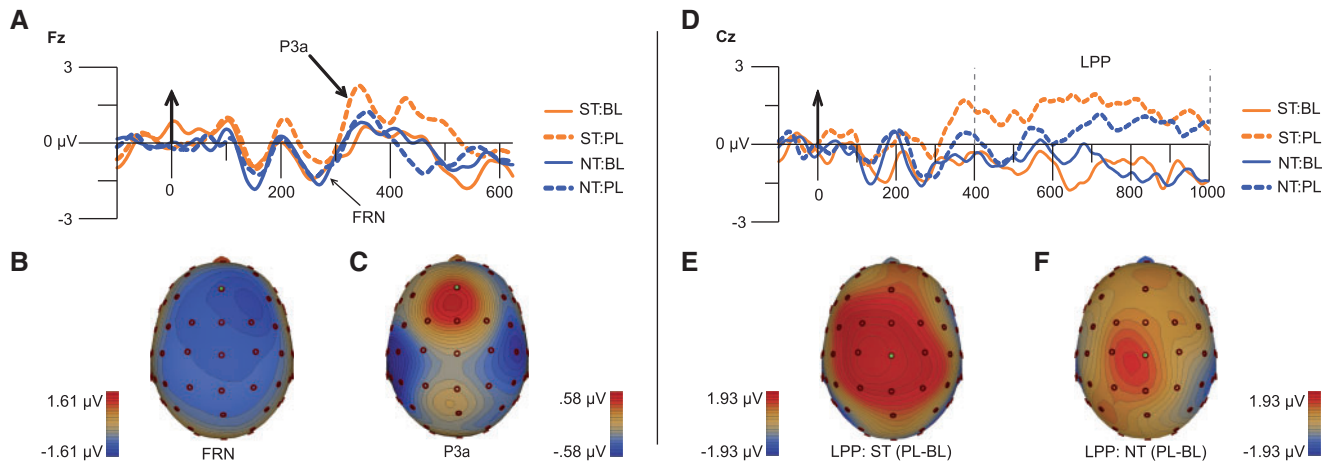 A
Fz
P3a
3
0 µV
-3
0
200
400
600
FRN
ST:BL
ST:PL
NT:BL
NT:PL
B
1.61 µV
-1.61 µV
FRN
C
.58 µV
-.58 µV
P3a
D
Cz
LPP
3
0 µV
-3
0
200
400
600
800
1000
ST:BL
ST:PL
NT:BL
NT:PL
E
1.93 µV
-1.93 µV
LPP: ST (PL-BL)
F
1.93 µV
-1.93 µV
LPP: NT (PL-BL)